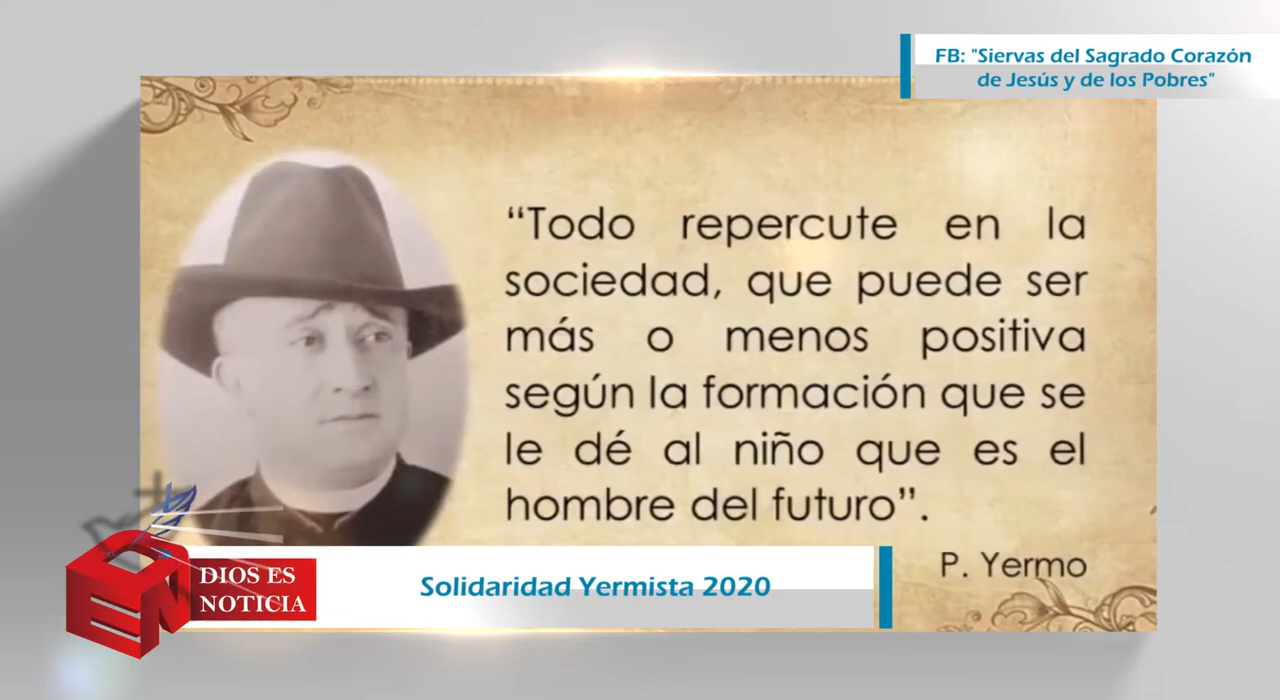 FB: "Siervas del Sagrado Corazón
de Jesús y de los Pobres"
“Todo repercute en la
sociedad, que puede ser
más o menos positiva
según la formación que se
le dé al niño que es el
hombre del futuro”.
P. Yermo
DEN
DIOS ES
NOTICIA
Solidaridad Yermista 2020